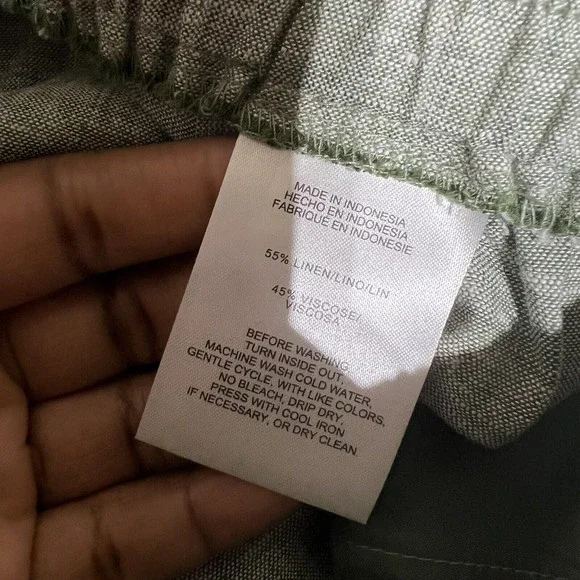 MADE IN INDONESIA
HECHO EN INDONESIA
FABRIQUÉ EN INDONESIE
55% LINEN/LINO/LIN
45% VISCOSE/
VISCOSA
BEFORE WASHING
TURN INSIDE OUT.
MACHINE WASH COLD WATER,
GENTLE CYCLE, WITH LIKE COLORS.
NO BLEACH, DRIP DRY.
PRESS WITH COOL IRON
IF NECESSARY, OR DRY CLEAN